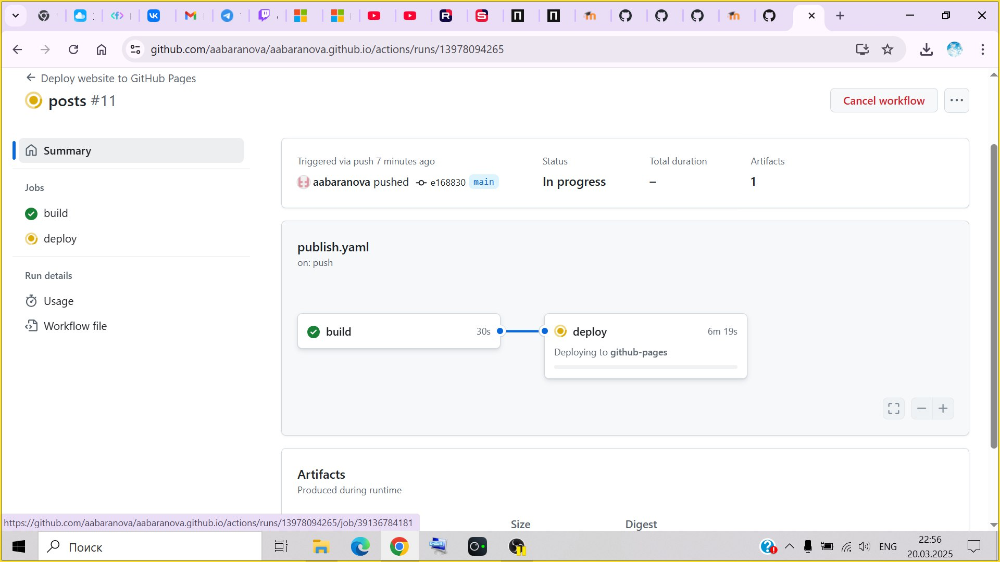 github.com/aabaranova/aabaranova.github.io/actions/runs/13978094265
Deploy website to GitHub Pages
posts #11
Cancel workflow
Summary
Jobs
build
deploy
Run details
Usage
Workflow file
Triggered via push 7 minutes ago
aabaranova pushed e168830 main
Status
In progress
Total duration
–
Artifacts
1
publish.yaml
on: push
build 30s
deploy 6m 19s
Deploying to github-pages
Artifacts
Produced during runtime
Size Digest
https://github.com/aabaranova/aabaranova.github.io/actions/runs/13978094265/job/39136784181
Поиск
ENG
22:56
20.03.2025